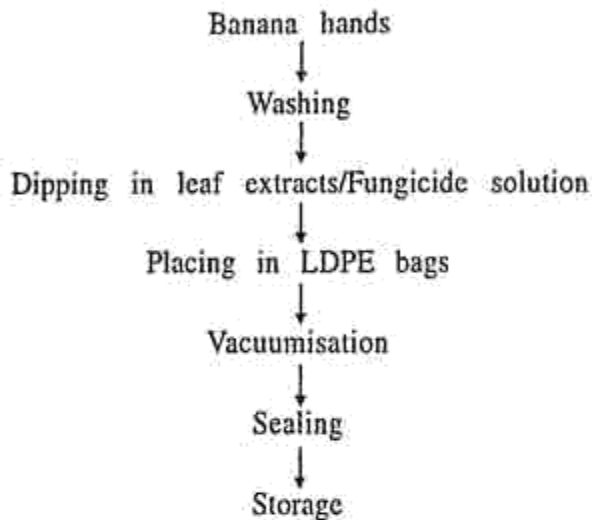 Banana hands
Washing
Dipping in leaf extracts/Fungicide solution
Placing in LDPE bags
Vacuumisation
Sealing
Storage